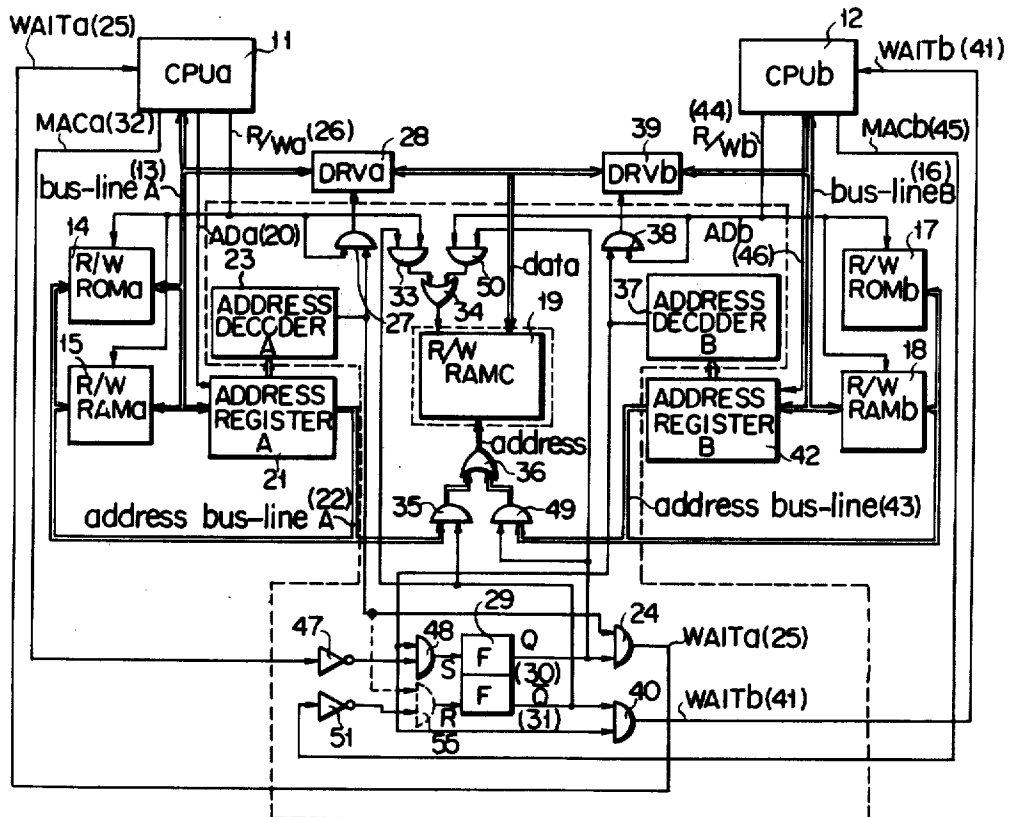 WAITa(25)
11
CPUa
12
CPUb
WAITb(41)
MACa(32)
R/Wa(26)
28
DRVa
39
DRVb
(44)
R/Wb
MACb(45)
(13)
bus-line A
(16)
bus-line B
14
R/W
ROMa
ADa(20)
23
ADDRESS
DECCDER
A
27
33
34
50
data
38
ADb
(46)
37
ADDRESS
DECDDER
B
17
R/W
ROMb
15
R/W
RAMa
ADDRESS
REGISTER
A
21
19
R/W
RAMC
address
36
ADDRESS
REGISTER
B
42
18
R/W
RAMb
(22)
address bus-line A
35
49
address bus-line(43)
47
48
S
29
F
F
Q
(30)
Q̄
(31)
24
WAITa(25)
51
R
55
40
WAITb(41)